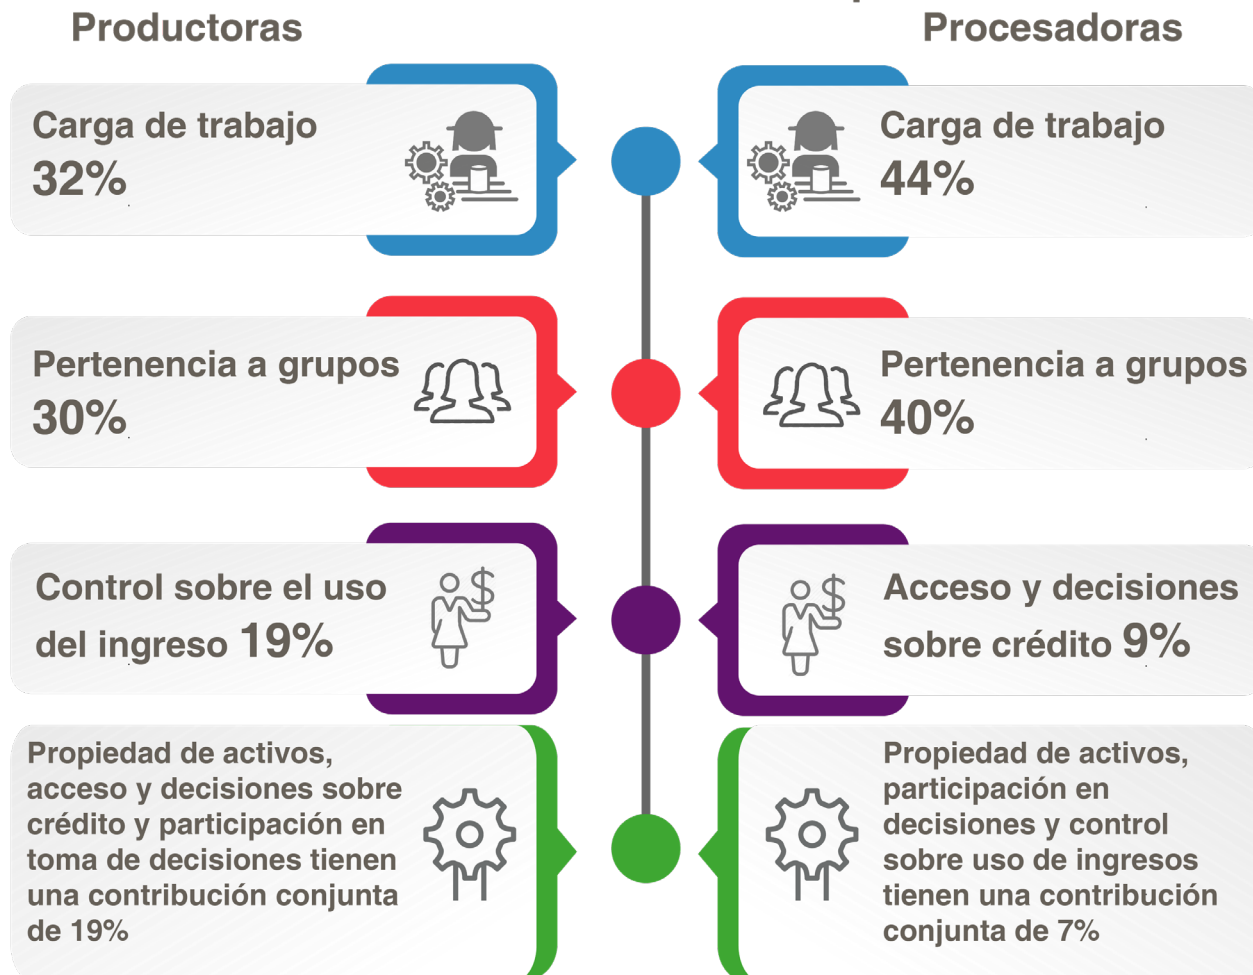 Productoras
Carga de trabajo
32%
Pertenencia a grupos
30%
Control sobre el uso
del ingreso 19%
Propiedad de activos,
acceso y decisiones sobre
crédito y participación en
toma de decisiones tienen
una contribución conjunta
de 19%
Procesadoras
Carga de trabajo
44%
Pertenencia a grupos
40%
Acceso y decisiones
sobre crédito 9%
Propiedad de activos,
participación en
decisiones y control
sobre uso de ingresos
tienen una contribución
conjunta de 7%